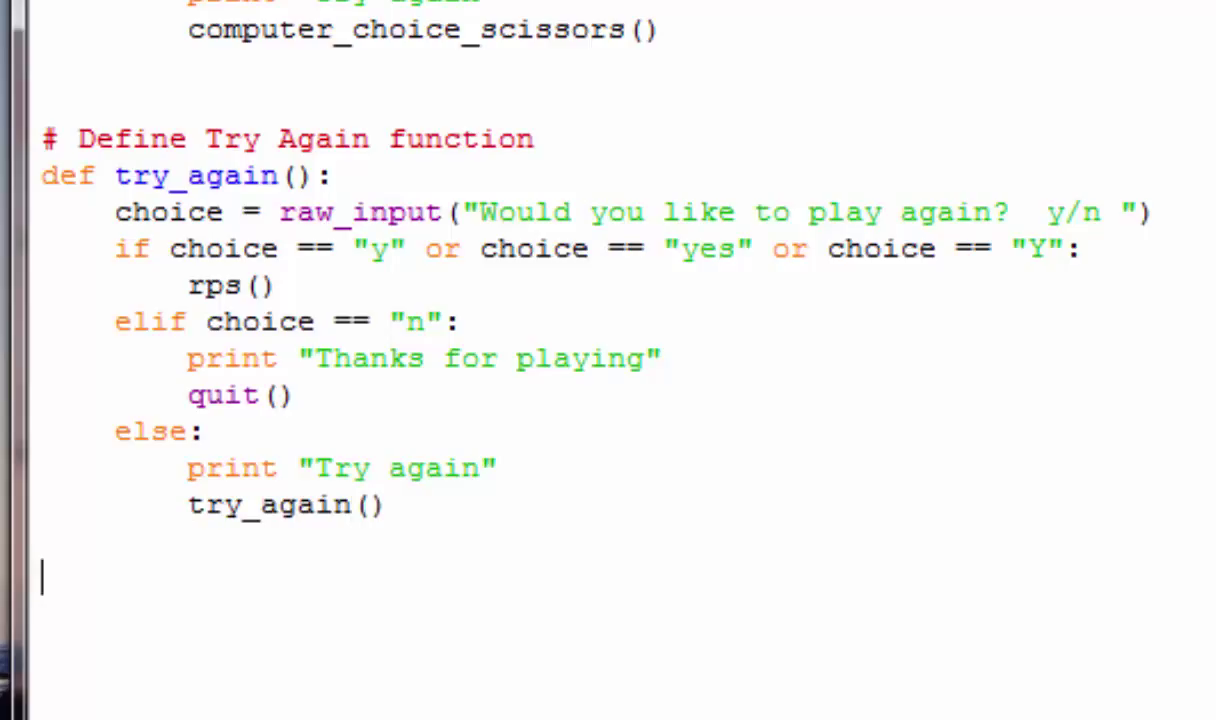 computer_choice_scissors()
# Define Try Again function
def try_again():
    choice = raw_input("Would you like to play again?  y/n ")
    if choice == "y" or choice == "yes" or choice == "Y":
        rps()
    elif choice == "n":
        print "Thanks for playing"
        quit()
    else:
        print "Try again"
        try_again()